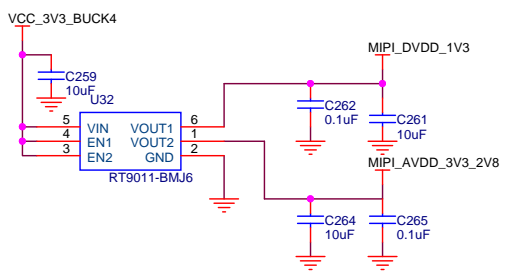 VCC_3V3_BUCK4
MIPI_DVDD_1V3
C259
10uF
U32
C262
0.1uF
C261
10uF
5 VIN VOUT1 6
4 EN1 VOUT2 1
3 EN2 GND 2
RT9011-BMJ6
MIPI_AVDD_3V3_2V8
C264
10uF
C265
0.1uF